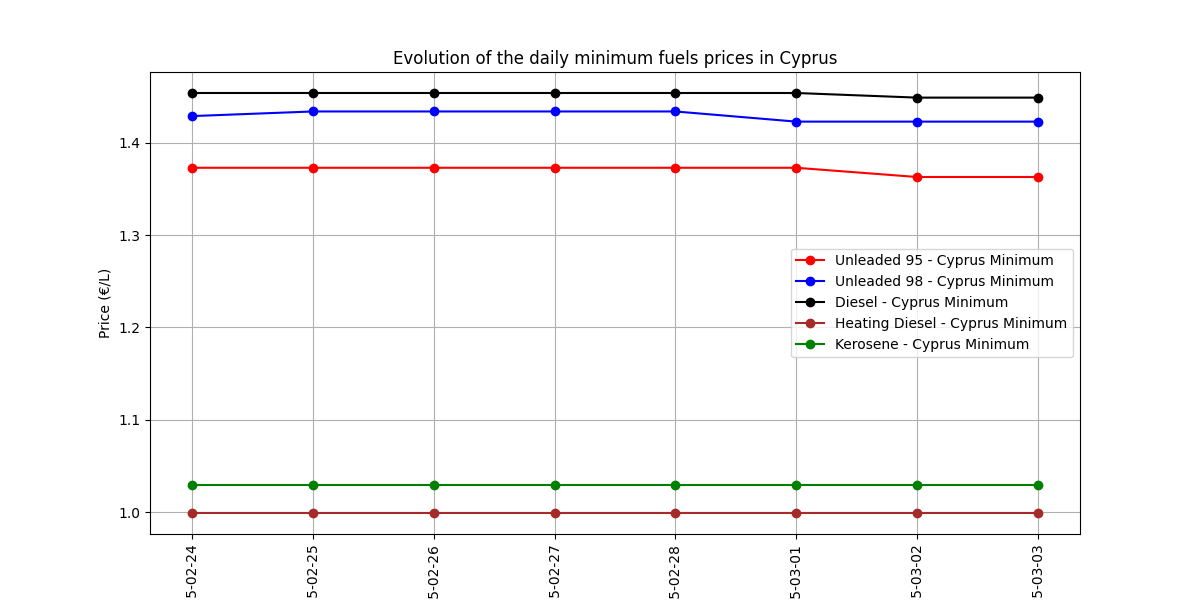 Evolution of the daily minimum fuels prices in Cyprus
Price (€/L)
1.4
1.3
1.2
1.1
1.0
Unleaded 95 - Cyprus Minimum
Unleaded 98 - Cyprus Minimum
Diesel - Cyprus Minimum
Heating Diesel - Cyprus Minimum
Kerosene - Cyprus Minimum
5-02-24
5-02-25
5-02-26
5-02-27
5-02-28
5-03-01
5-03-02
5-03-03